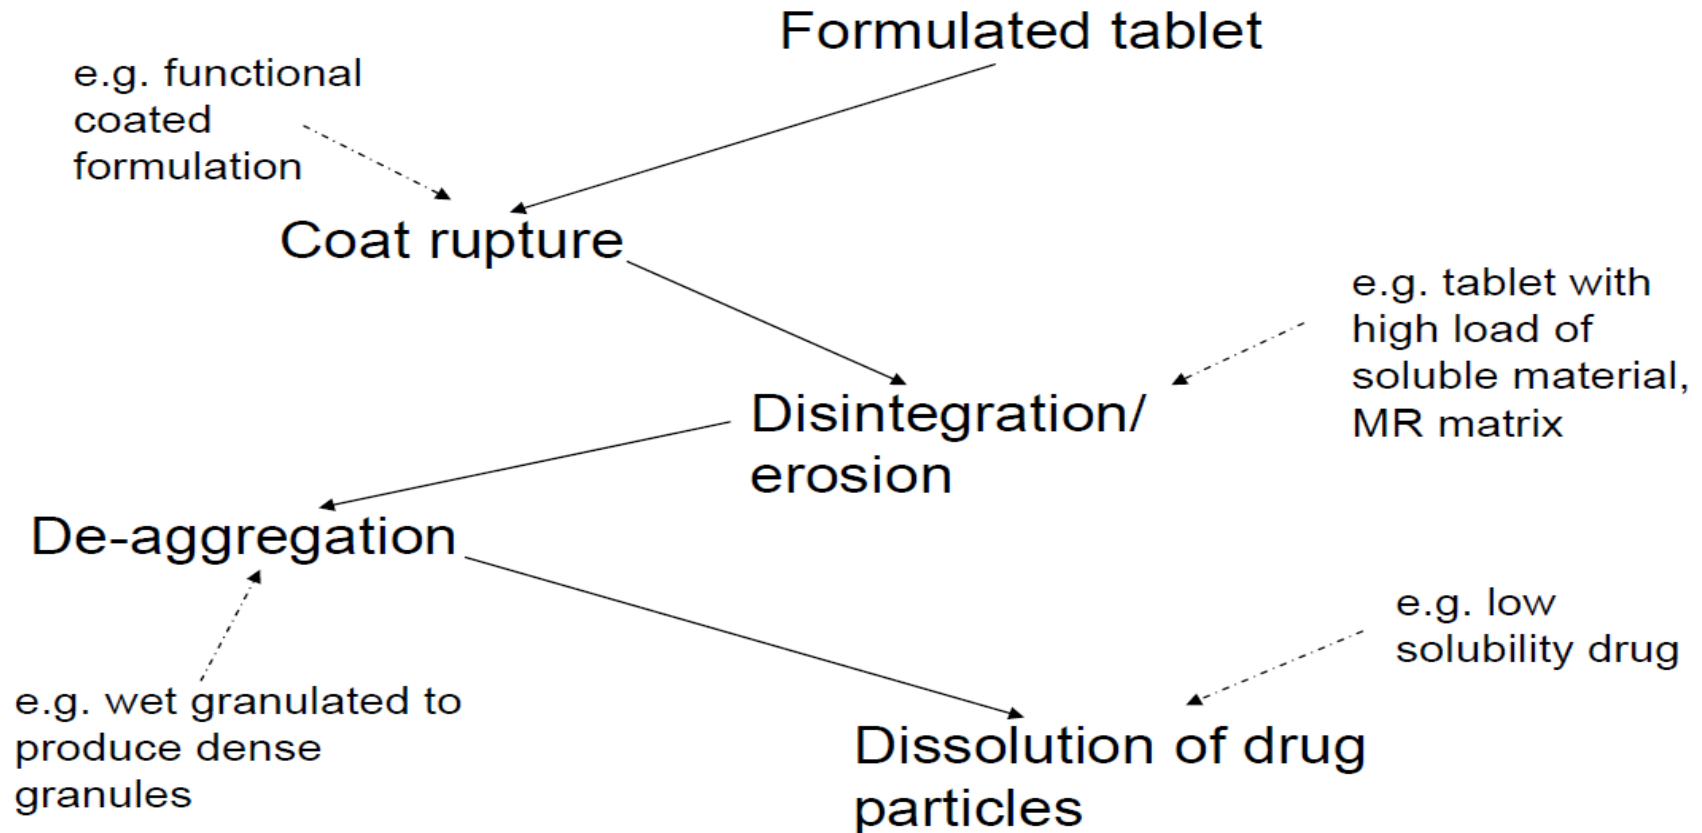 Formulated tablet
e.g. functional
coated
formulation
Coat rupture
e.g. tablet with
high load of
soluble material,
MR matrix
Disintegration/
erosion
De-aggregation
e.g. low
solubility drug
e.g. wet granulated to
produce dense
granules
Dissolution of drug
particles